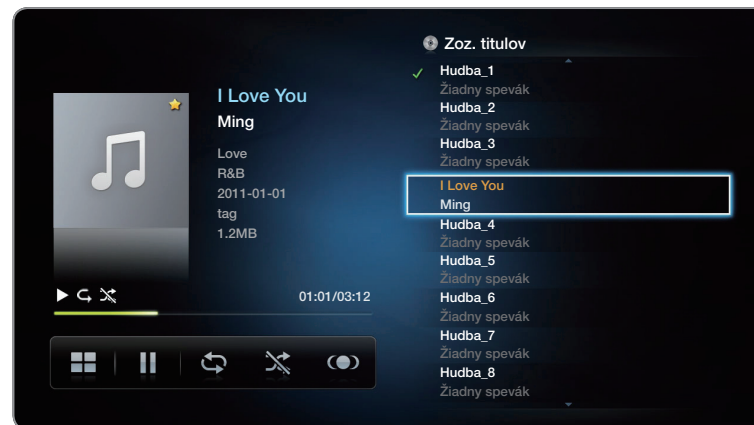 I Love You
Ming
Love
R&B
2011-01-01
tag
1.2MB
01:01/03:12
Zoz. titulov
Hudba_1
Žiadny spevák
Hudba_2
Žiadny spevák
Hudba_3
Žiadny spevák
I Love You
Ming
Hudba_4
Žiadny spevák
Hudba_5
Žiadny spevák
Hudba_6
Žiadny spevák
Hudba_7
Žiadny spevák
Hudba_8
Žiadny spevák